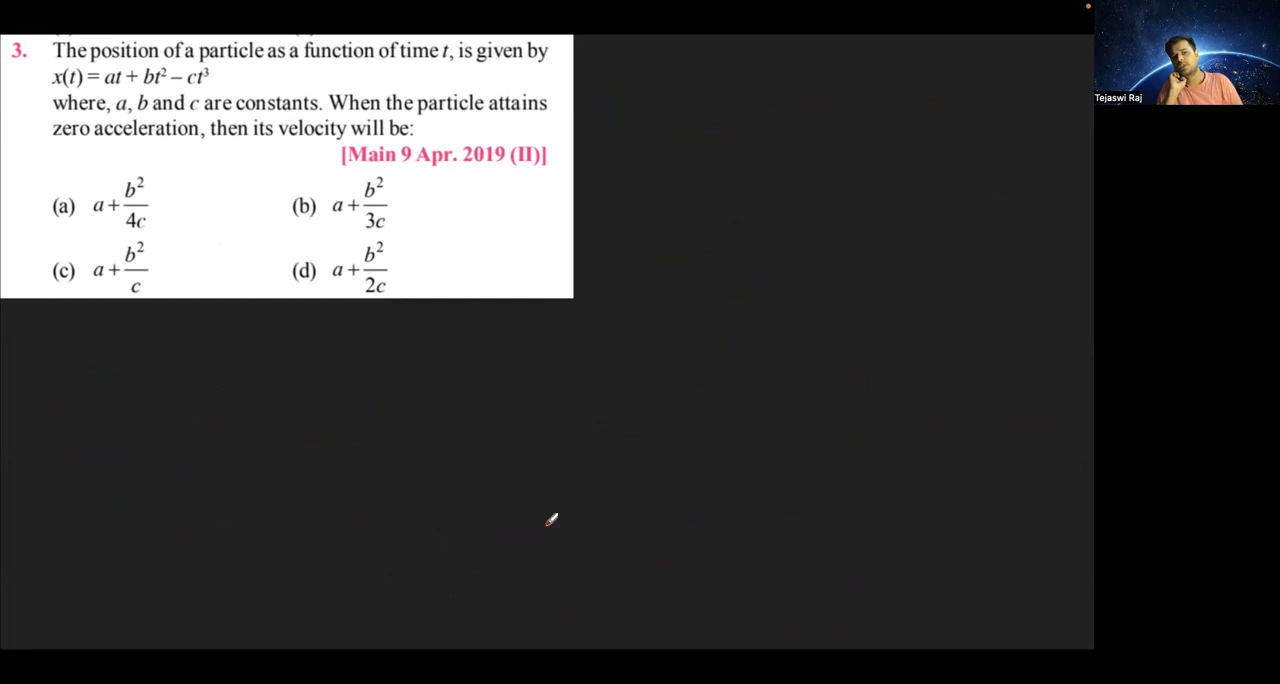 3. The position of a particle as a function of time t, is given by
x(t) = at + bt² – ct³
where, a, b and c are constants. When the particle attains
zero acceleration, then its velocity will be:
[Main 9 Apr. 2019 (II)]
(a) a + b²/4c (b) a + b²/3c
(c) a + b²/c (d) a + b²/2c
Tejaswi Raj